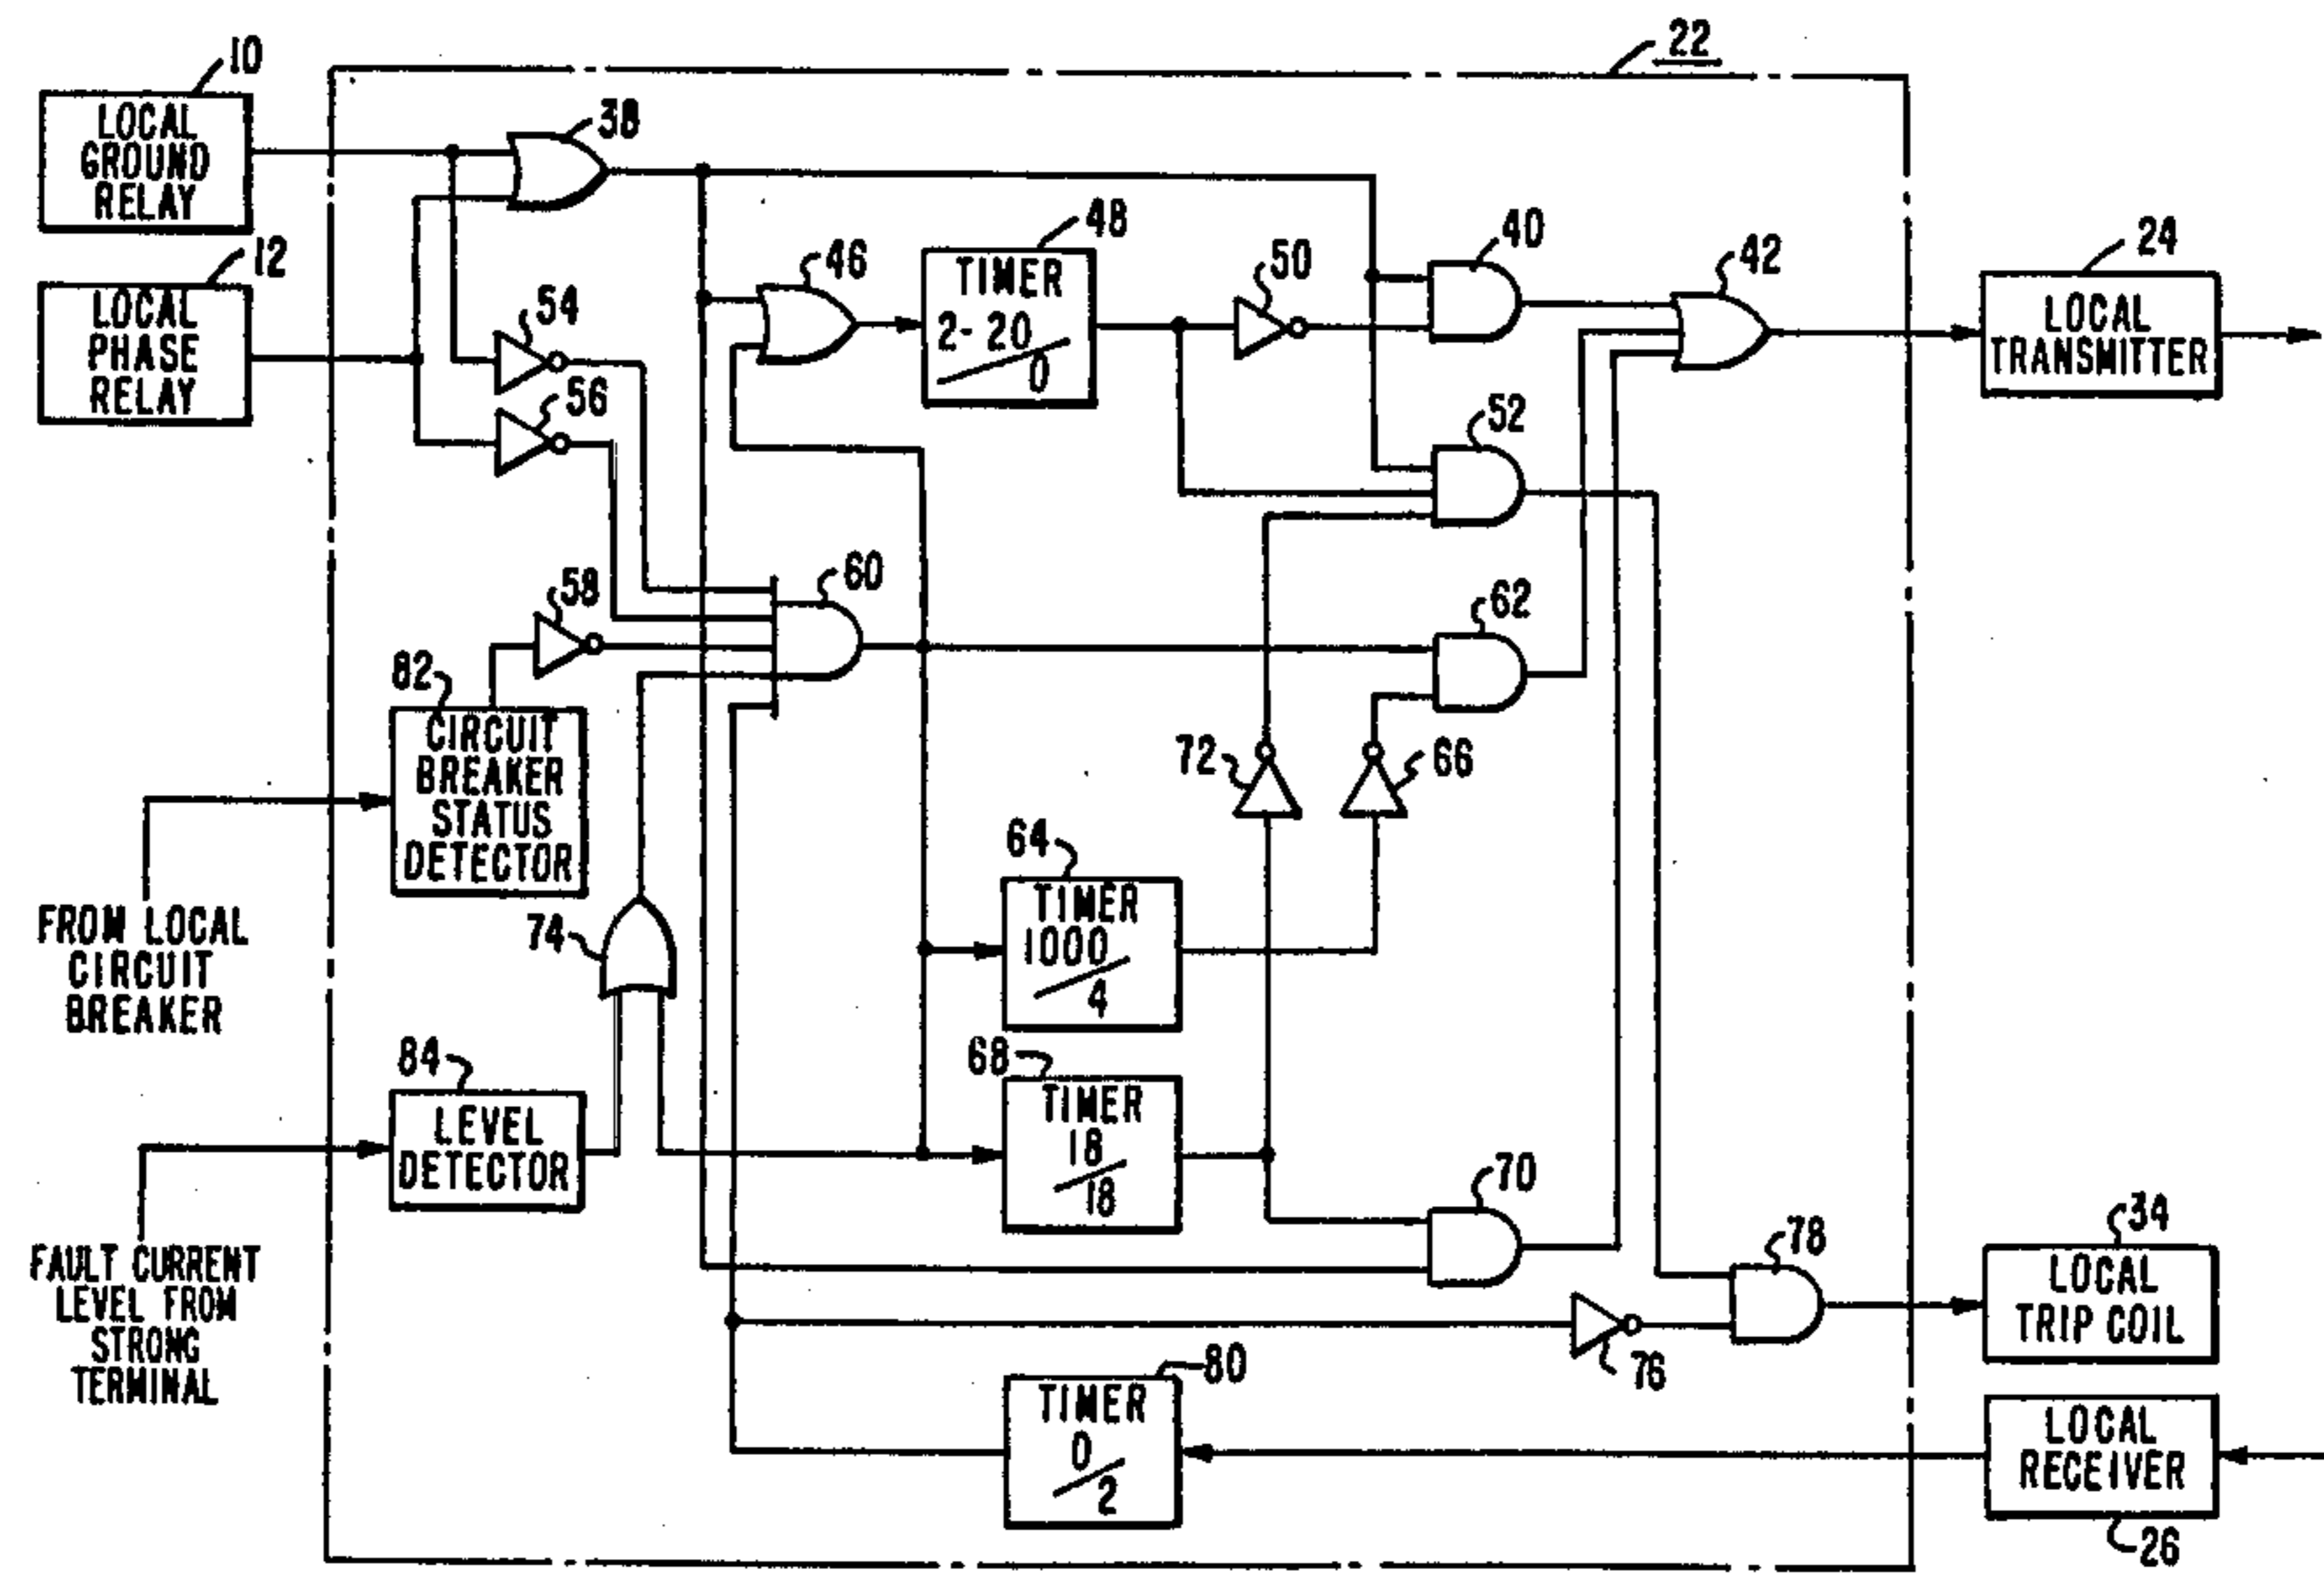 22
10
LOCAL
GROUND
RELAY
38
12
LOCAL
PHASE
RELAY
54
56
46
48
TIMER
2-20
0
50
40
42
24
LOCAL
TRANSMITTER
52
58
60
62
82
CIRCUIT
BREAKER
STATUS
DETECTOR
72
66
FROM LOCAL
CIRCUIT
BREAKER
74
64
TIMER
1000
4
84
LEVEL
DETECTOR
68
TIMER
18
18
70
FAULT CURRENT
LEVEL FROM
STRONG
TERMINAL
78
34
LOCAL
TRIP COIL
76
80
TIMER
0
2
LOCAL
RECEIVER
26